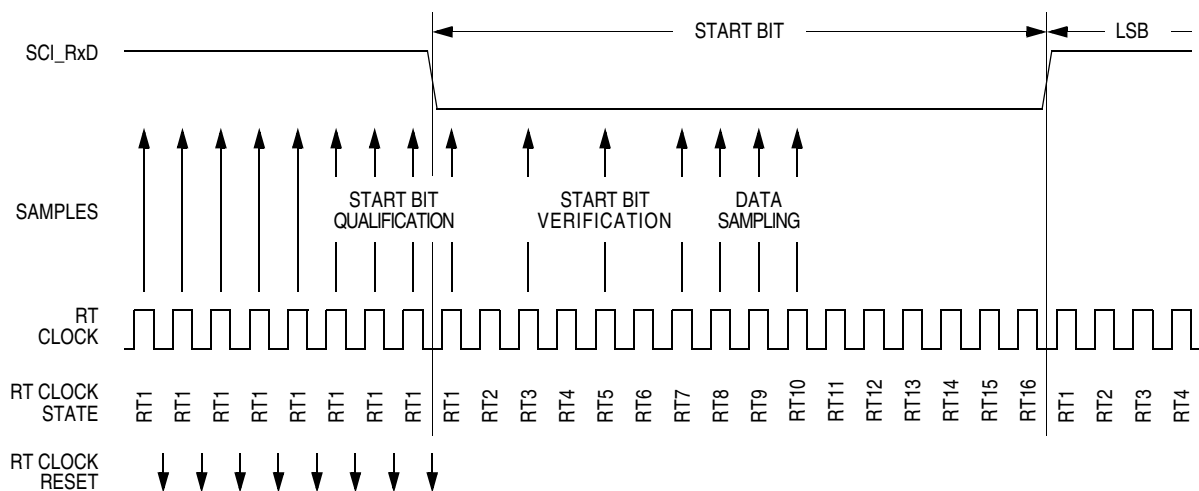 START BIT
LSB
SCI_RxD
SAMPLES
START BIT
QUALIFICATION
START BIT
VERIFICATION
DATA
SAMPLING
RT
CLOCK
RT CLOCK
STATE
RT1
RT1
RT1
RT1
RT1
RT1
RT1
RT1
RT1
RT2
RT3
RT4
RT5
RT6
RT7
RT8
RT9
RT10
RT11
RT12
RT13
RT14
RT15
RT16
RT1
RT2
RT3
RT4
RT CLOCK
RESET